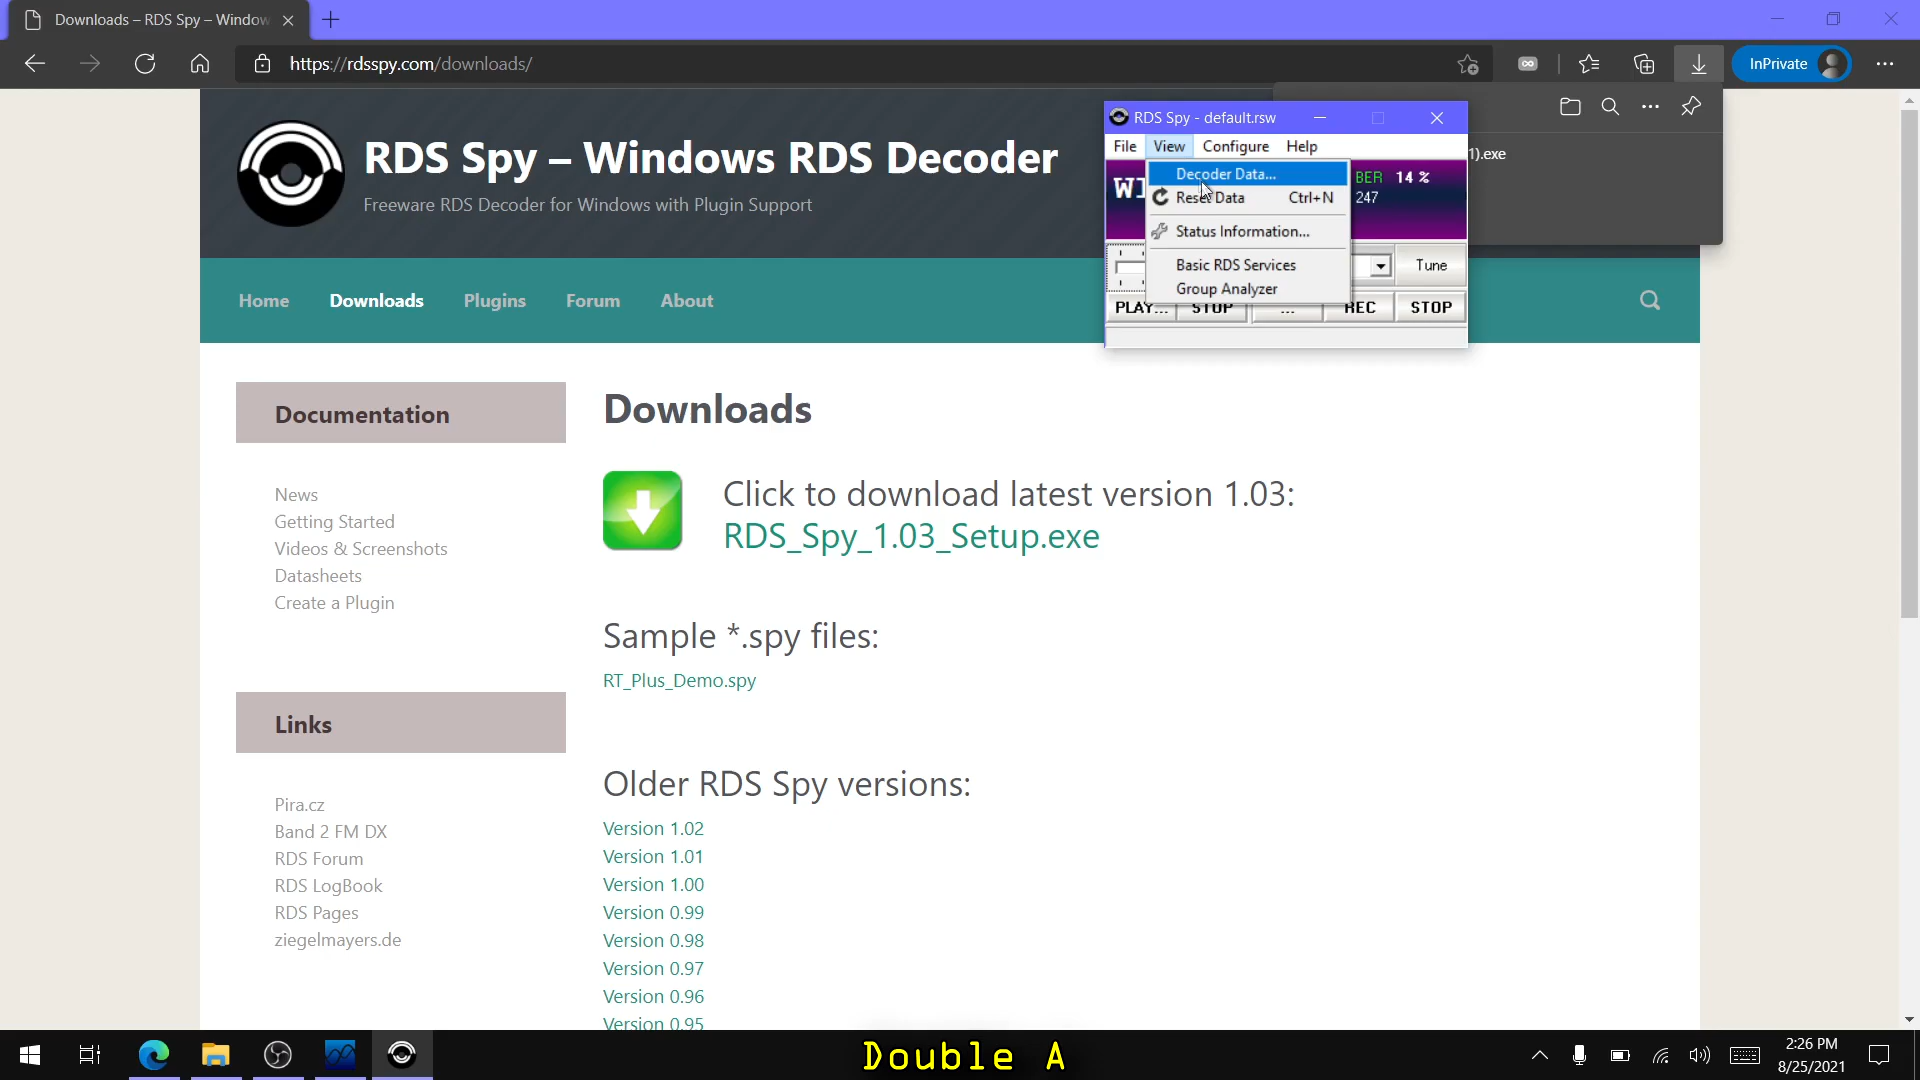 Downloads – RDS Spy – Window
https://rdsspy.com/downloads/
InPrivate
RDS Spy – Windows RDS Decoder
Freeware RDS Decoder for Windows with Plugin Support
RDS Spy - default.rsw
File View Configure Help
1).exe
Decoder Data...
BER 14 %
Reset Data Ctrl+N
247
Status Information...
Basic RDS Services
Tune
Group Analyzer
PLAY... STOP ... REC STOP
Home Downloads Plugins Forum About
Documentation
News
Getting Started
Videos & Screenshots
Datasheets
Create a Plugin
Links
Pira.cz
Band 2 FM DX
RDS Forum
RDS LogBook
RDS Pages
ziegelmayers.de
Downloads
Click to download latest version 1.03:
RDS_Spy_1.03_Setup.exe
Sample *.spy files:
RT_Plus_Demo.spy
Older RDS Spy versions:
Version 1.02
Version 1.01
Version 1.00
Version 0.99
Version 0.98
Version 0.97
Version 0.96
Version 0.95
Double A
2:26 PM
8/25/2021